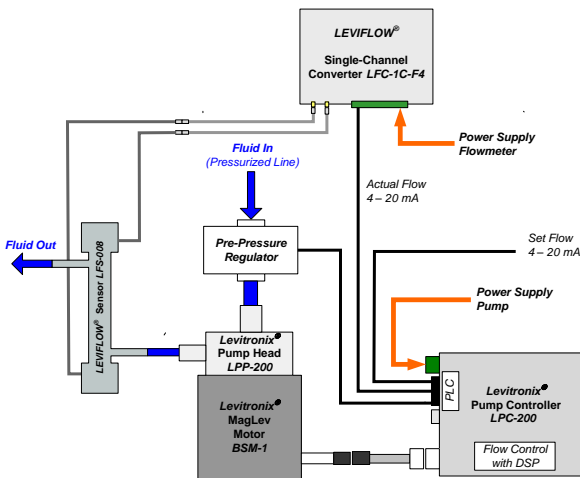 LEVIFLOW®
Single-Channel
Converter LFC-1C-F4
Power Supply
Flowmeter
Fluid In
(Pressurized Line)
Actual Flow
4 – 20 mA
Fluid Out
LEVIFLOW® Sensor LFS-008
Pre-Pressure
Regulator
Set Flow
4 – 20 mA
Power Supply
Pump
Levitronix®
Pump Head
LPP-200
Levitronix®
MagLev
Motor
BSM-1
PLC
Levitronix®
Pump Controller
LPC-200
Flow Control
with DSP